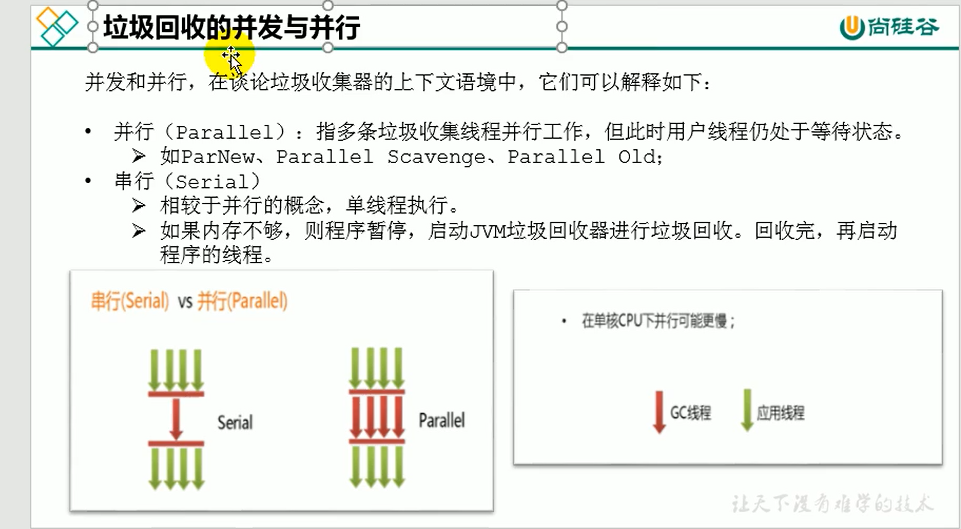 垃圾回收的并发与并行
尚硅谷
并发和并行，在谈论垃圾收集器的上下文语境中，它们可以解释如下：
• 并行（Parallel）：指多条垃圾收集线程并行工作，但此时用户线程仍处于等待状态。
➢ 如ParNew、Parallel Scavenge、Parallel Old；
• 串行（Serial）
➢ 相较于并行的概念，单线程执行。
➢ 如果内存不够，则程序暂停，启动JVM垃圾回收器进行垃圾回收。回收完，再启动
程序的线程。
串行(Serial) vs 并行(Parallel)
Serial
Parallel
• 在单核CPU下并行可能更慢；
GC线程
应用线程
让天下没有难学的技术